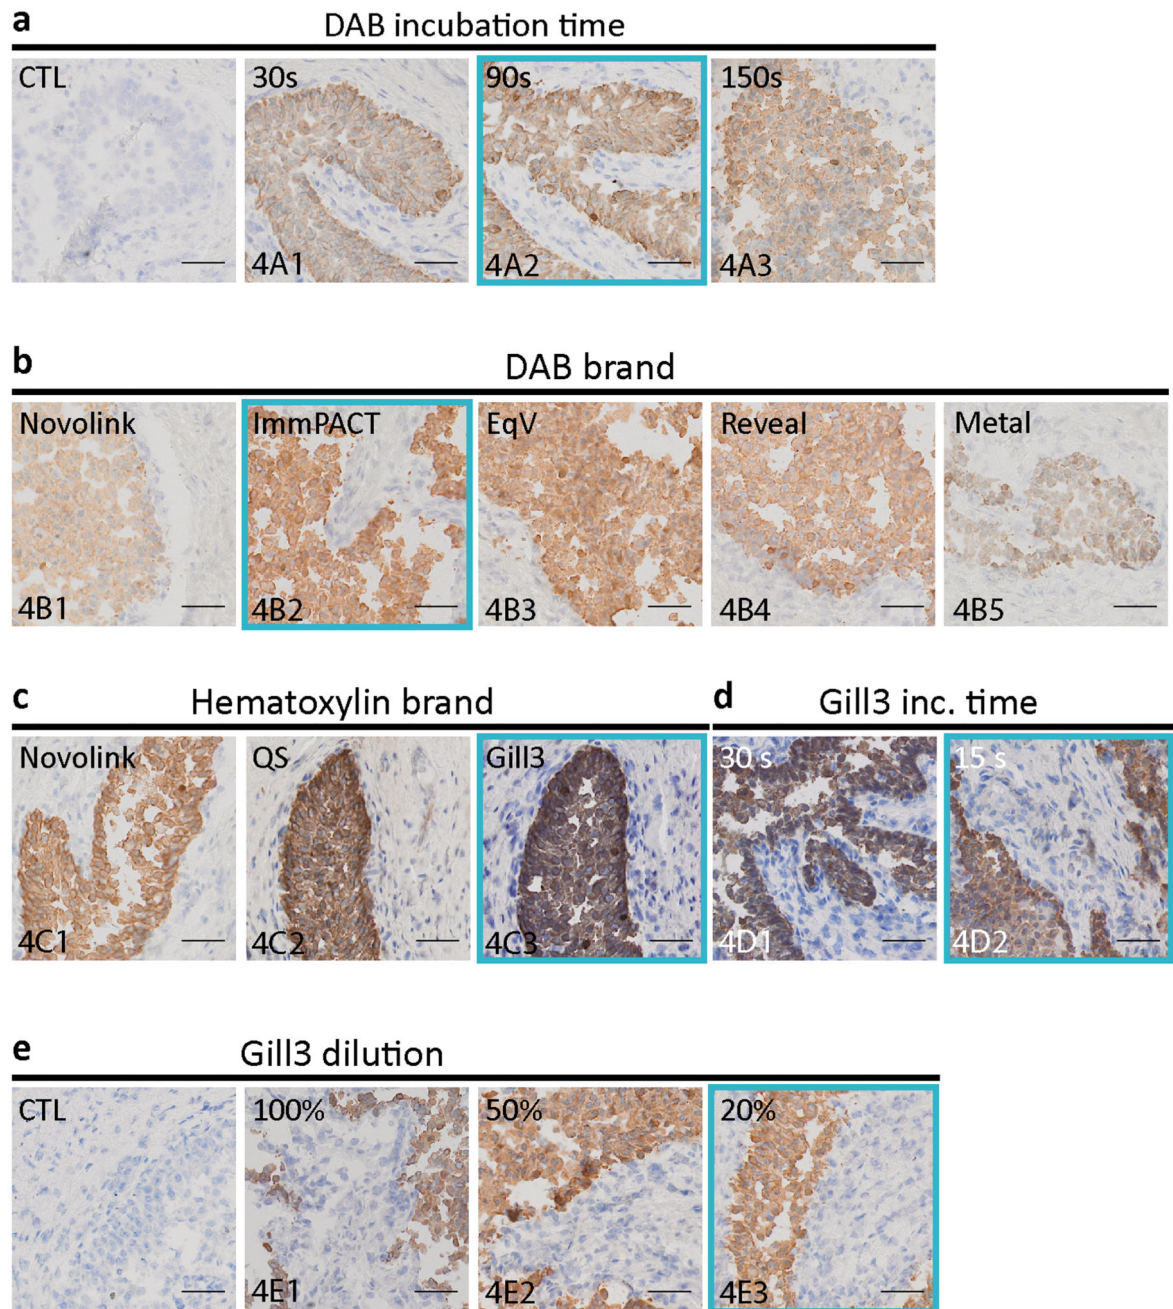 a
DAB incubation time
CTL
30s
90s
150s
4A1
4A2
4A3
b
DAB brand
Novolink
ImmPACT
EqV
Reveal
Metal
4B1
4B2
4B3
4B4
4B5
c
Hematoxylin brand
d
Gill3 inc. time
Novolink
QS
Gill3
30 s
15 s
4C1
4C2
4C3
4D1
4D2
e
Gill3 dilution
CTL
100%
50%
20%
4E1
4E2
4E3